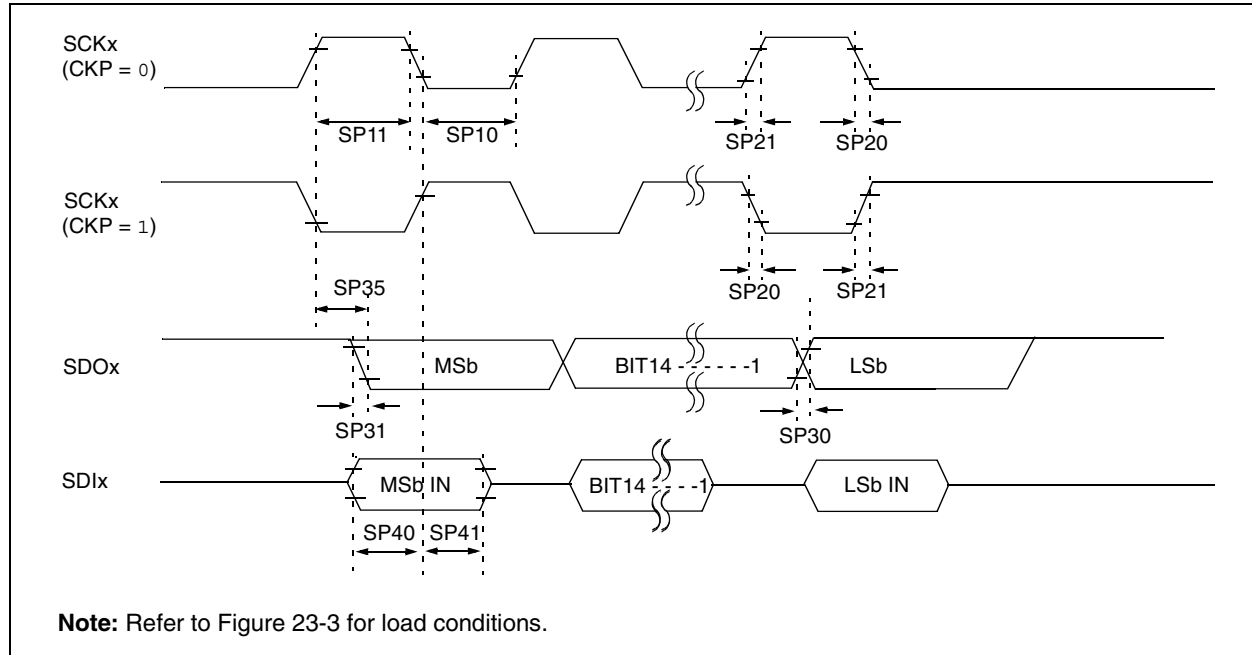 SCKx
(CKP = 0)
SP11
SP10
SP21
SP20
SCKx
(CKP = 1)
SP35
SP20
SP21
SDOx
MSb
BIT14 - - - - - - -1
LSb
SP31
SP30
SDIx
MSb IN
BIT14 - - - - -1
LSb IN
SP40
SP41
Note: Refer to Figure 23-3 for load conditions.